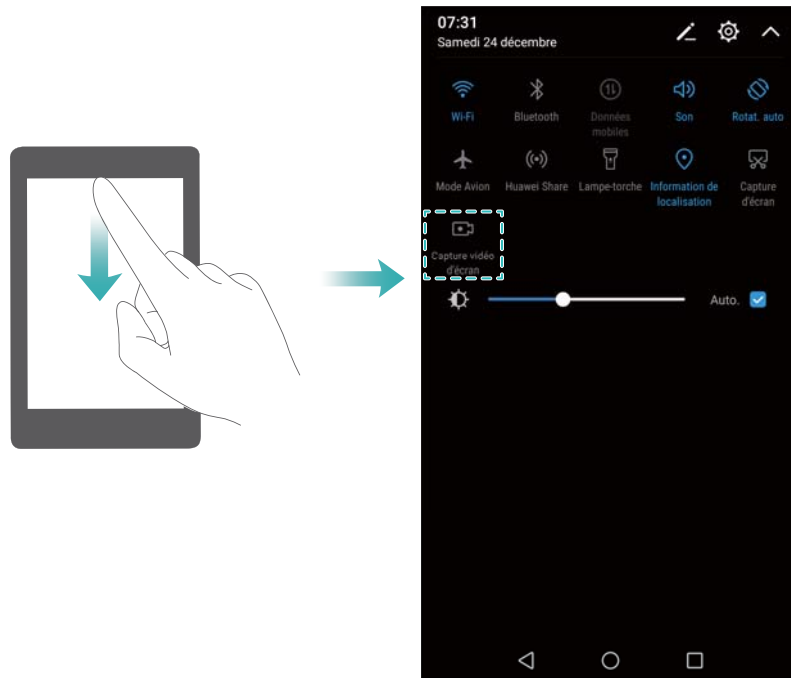 07:31
Samedi 24 décembre
Wi-Fi
Bluetooth
Données
mobiles
Son
Rotat. auto
Mode Avion
Huawei Share
Lampe-torche
Information de
localisation
Capture
d'écran
Capture vidéo
d'écran
Auto.